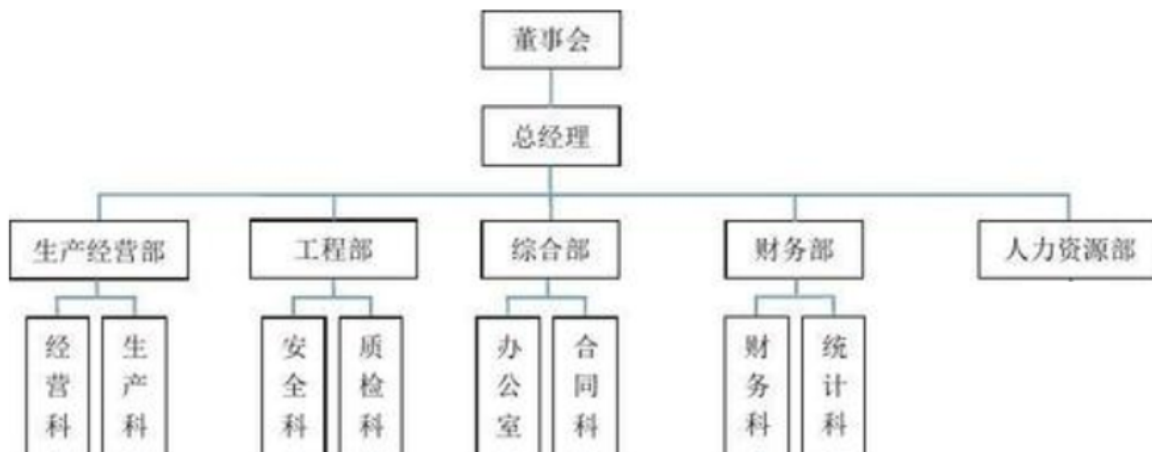 董事会
总经理
生产经营部
工程部
综合部
财务部
人力资源部
经营科
生产科
安全科
质检科
办公室
合同科
财务科
统计科